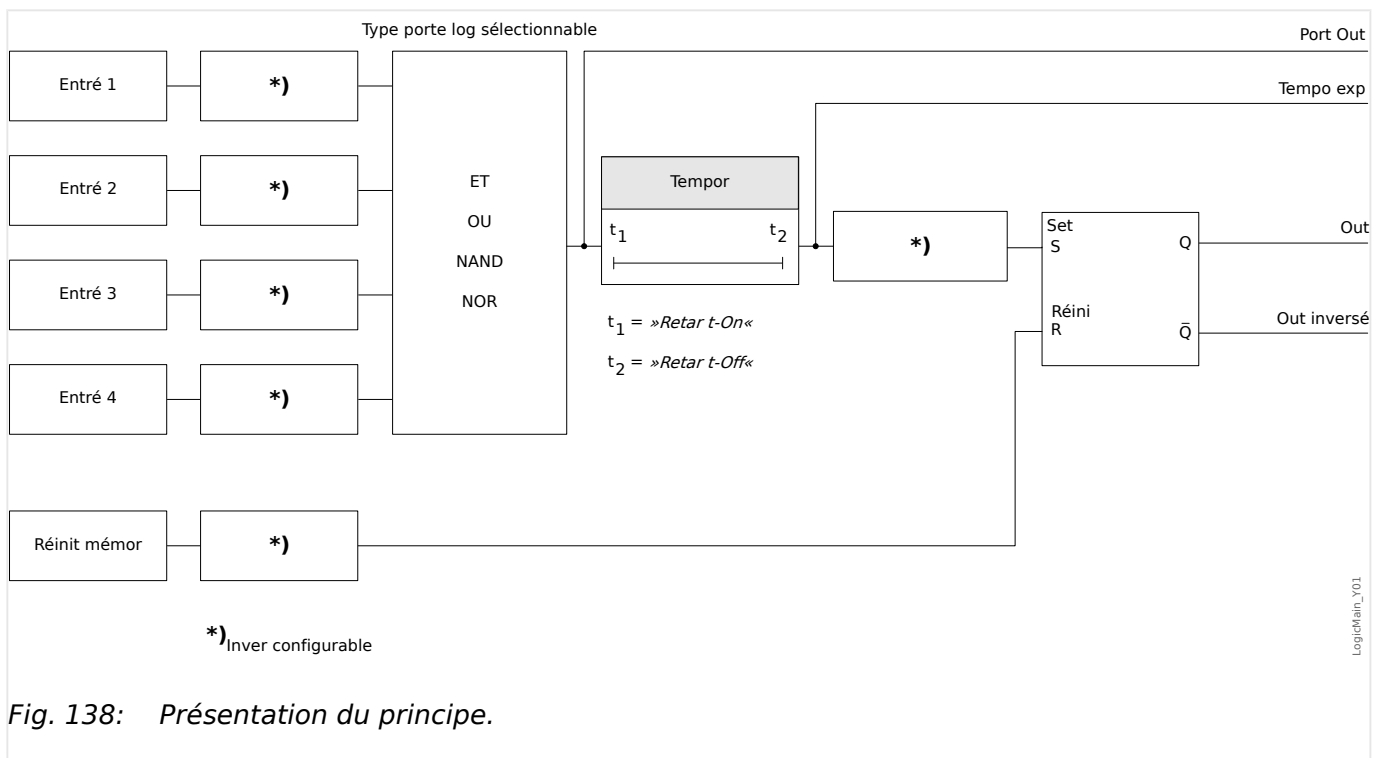 Type porte log sélectionnable
Port Out
Entré 1
*)
Tempo exp
Entré 2
*)
ET
OU
NAND
NOR
Tempor
t1
t2
*)
Set
S
Q
Out
Entré 3
*)
Réini
R
Q̅
Out inversé
t1 = »Retar t-On«
t2 = »Retar t-Off«
Entré 4
*)
Réinit mémor
*)
*) Inver configurable
LogicMain_Y01
Fig. 138: Présentation du principe.